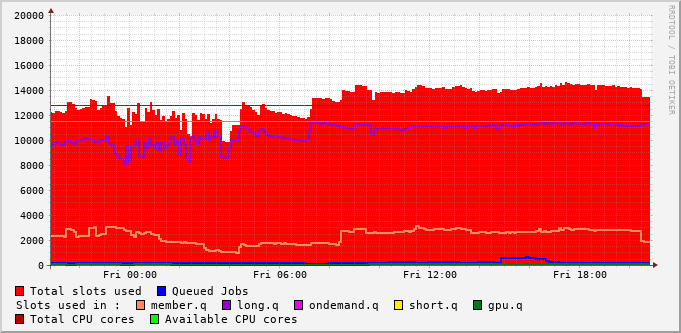 20000
18000
16000
14000
12000
10000
8000
6000
4000
2000
0
Fri 00:00 Fri 06:00 Fri 12:00 Fri 18:00
RRDTOOL / TOBI OETIKER
Total slots used Queued Jobs
Slots used in : member.q long.q ondemand.q short.q gpu.q
Total CPU cores Available CPU cores